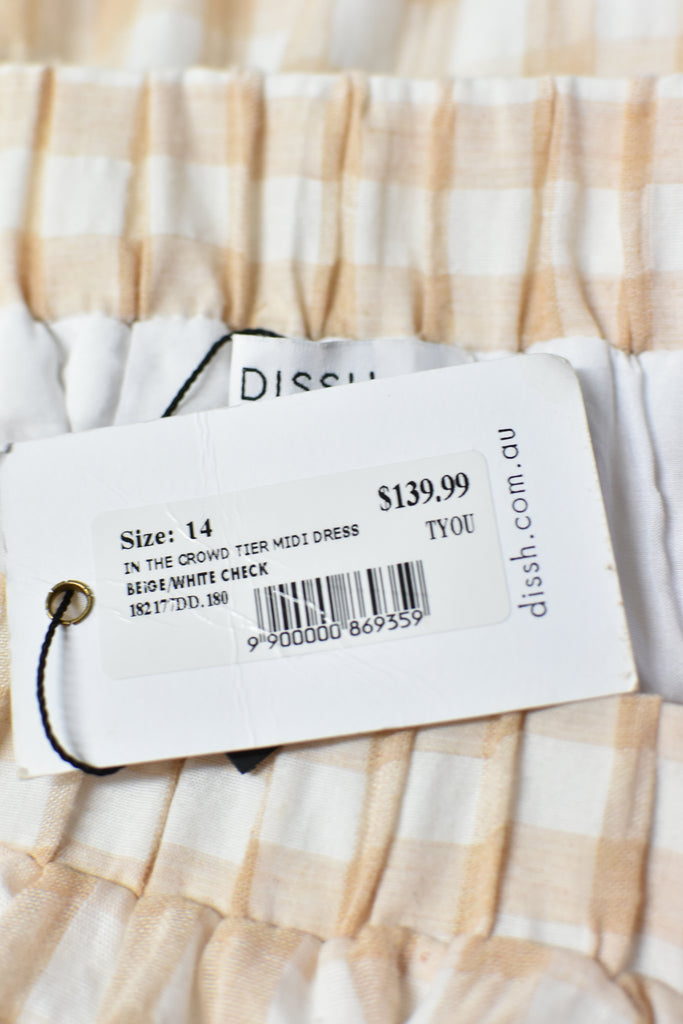 DISSH
Size: 14
$139.99
IN THE CROWD TIER MIDI DRESS
TYOU
BEIGE/WHITE CHECK
182177DD.180
9 900000 869359
dissh.com.au